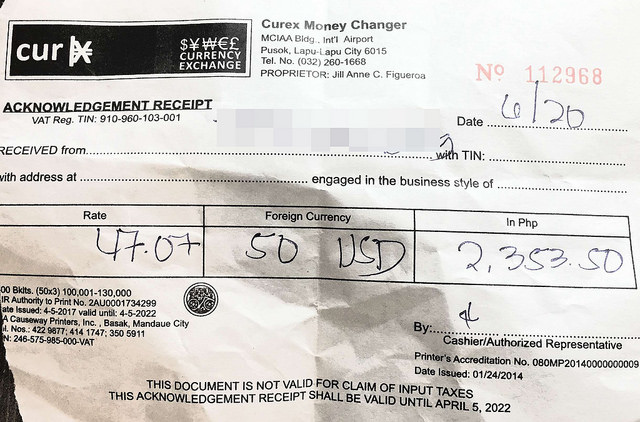 cur
$¥₩€£
CURRENCY
EXCHANGE
Curex Money Changer
MCIAA Bldg., Int'l Airport
Pusok, Lapu-Lapu City 6015
Tel. No. (032) 260-1668
PROPRIETOR: Jill Anne C. Figueroa
Nº 112968
ACKNOWLEDGEMENT RECEIPT
VAT Reg. TIN: 910-960-103-001
Date 6/20
RECEIVED from with TIN:
with address at engaged in the business style of
Rate Foreign Currency In Php
47.07 50 USD 2,353.50
00 Bklts. (50x3) 100,001-130,000
IR Authority to Print No. 2AU0001734299
ate Issued: 4-5-2017 valid until: 4-5-2022
A Causeway Printers, Inc., Basak, Mandaue City
l. Nos.: 422 9877; 414 1747; 350 5911
N: 246-575-985-000-VAT
By:
Cashier/Authorized Representative
Printer's Accreditation No. 080MP20140000000009
Date Issued: 01/24/2014
THIS DOCUMENT IS NOT VALID FOR CLAIM OF INPUT TAXES
THIS ACKNOWLEDGEMENT RECEIPT SHALL BE VALID UNTIL APRIL 5, 2022